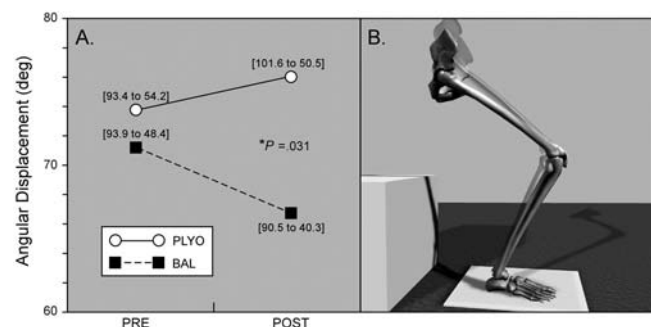 80
A.
B.
[101.6 to 50.5]
[93.4 to 54.2]
[93.9 to 48.4]
*P =.031
70
Angular Displacement (deg)
[90.5 to 40.3]
PLYO
BAL
60
PRE
POST